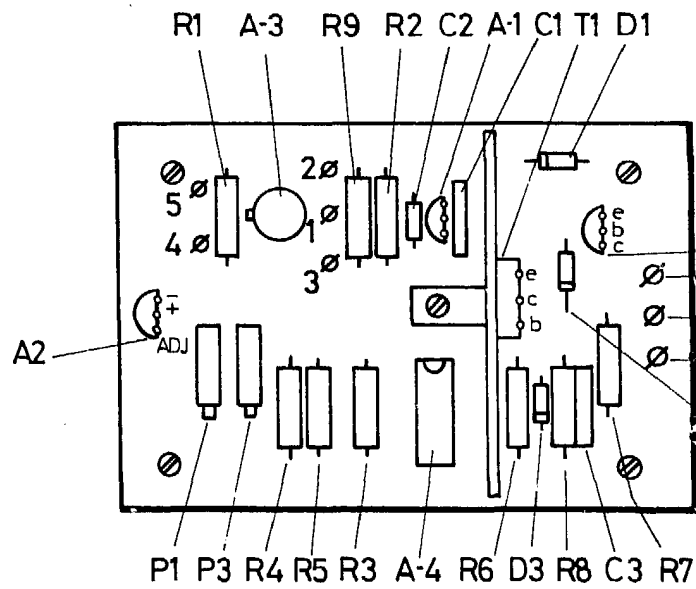 R1 A-3 R9 R2 C2 A-1 C1 T1 D1
2
5
1
4
3
e
b
c
e
c
b
–
+
ADJ
A2
P1 P3 R4 R5 R3 A-4 R6 D3 R8 C3 R7